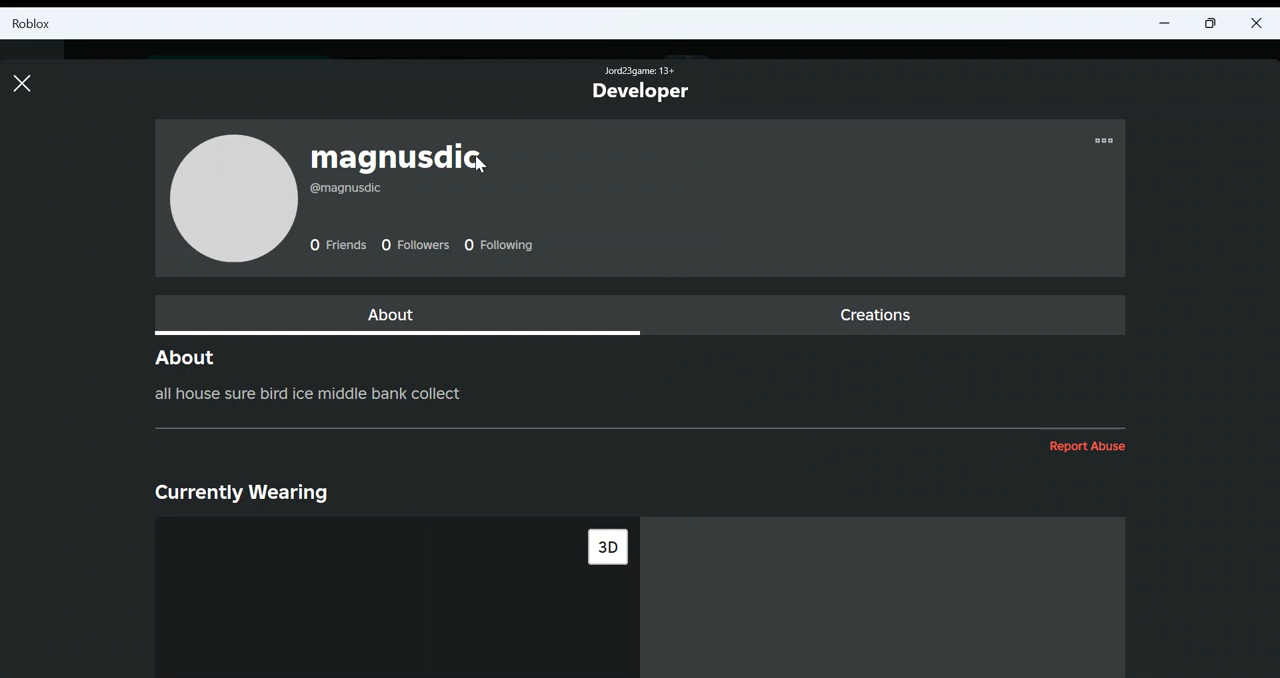 Roblox
Jord23game: 13+
Developer
magnusdic
@magnusdic
0 Friends 0 Followers 0 Following
About Creations
About
all house sure bird ice middle bank collect
Report Abuse
Currently Wearing
3D